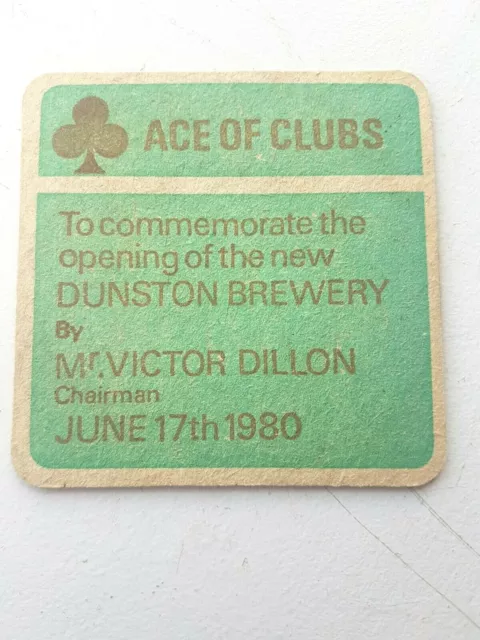 ACE OF CLUBS
To commemorate the
opening of the new
DUNSTON BREWERY
By
Mr. VICTOR DILLON
Chairman
JUNE 17th 1980